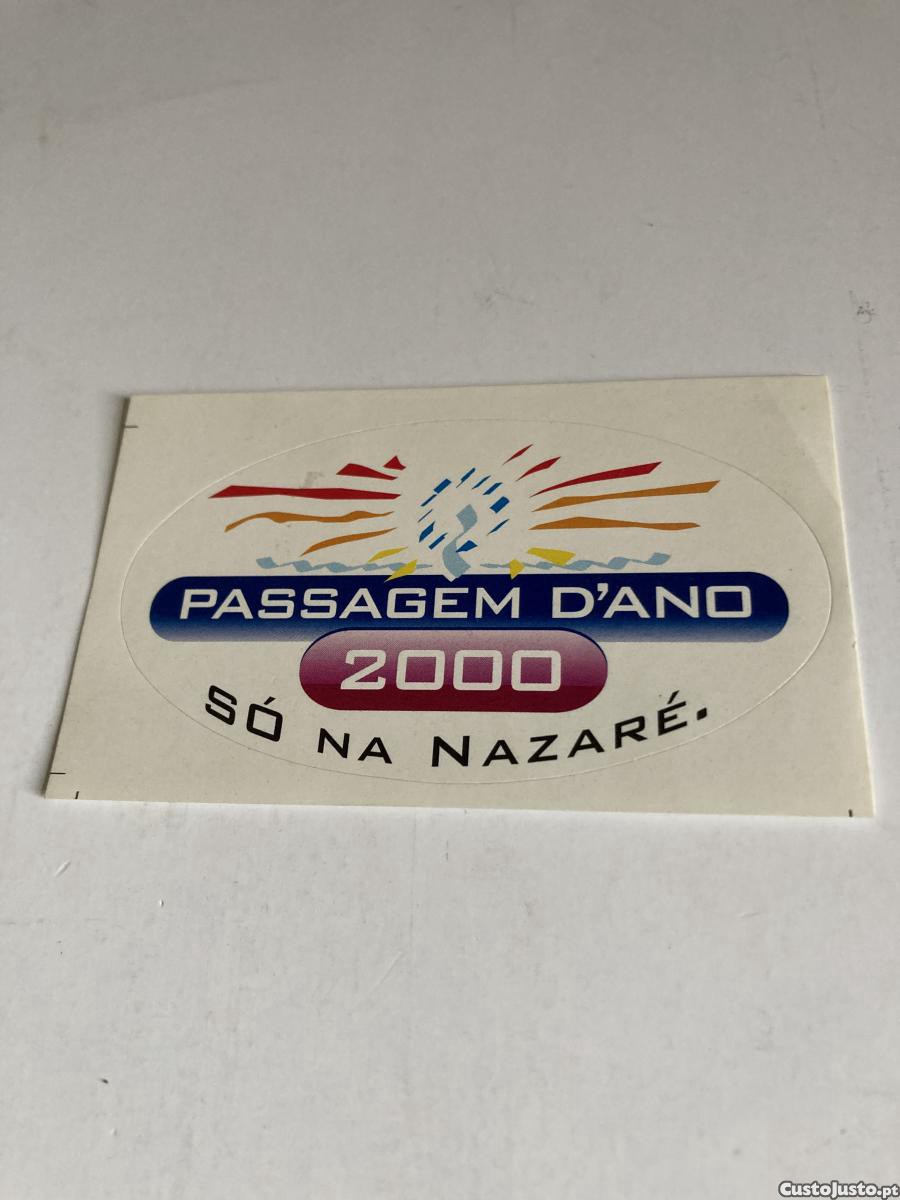 PASSAGEM D'ANO
2000
SÓ NA NAZARÉ.
CustoJusto.pt